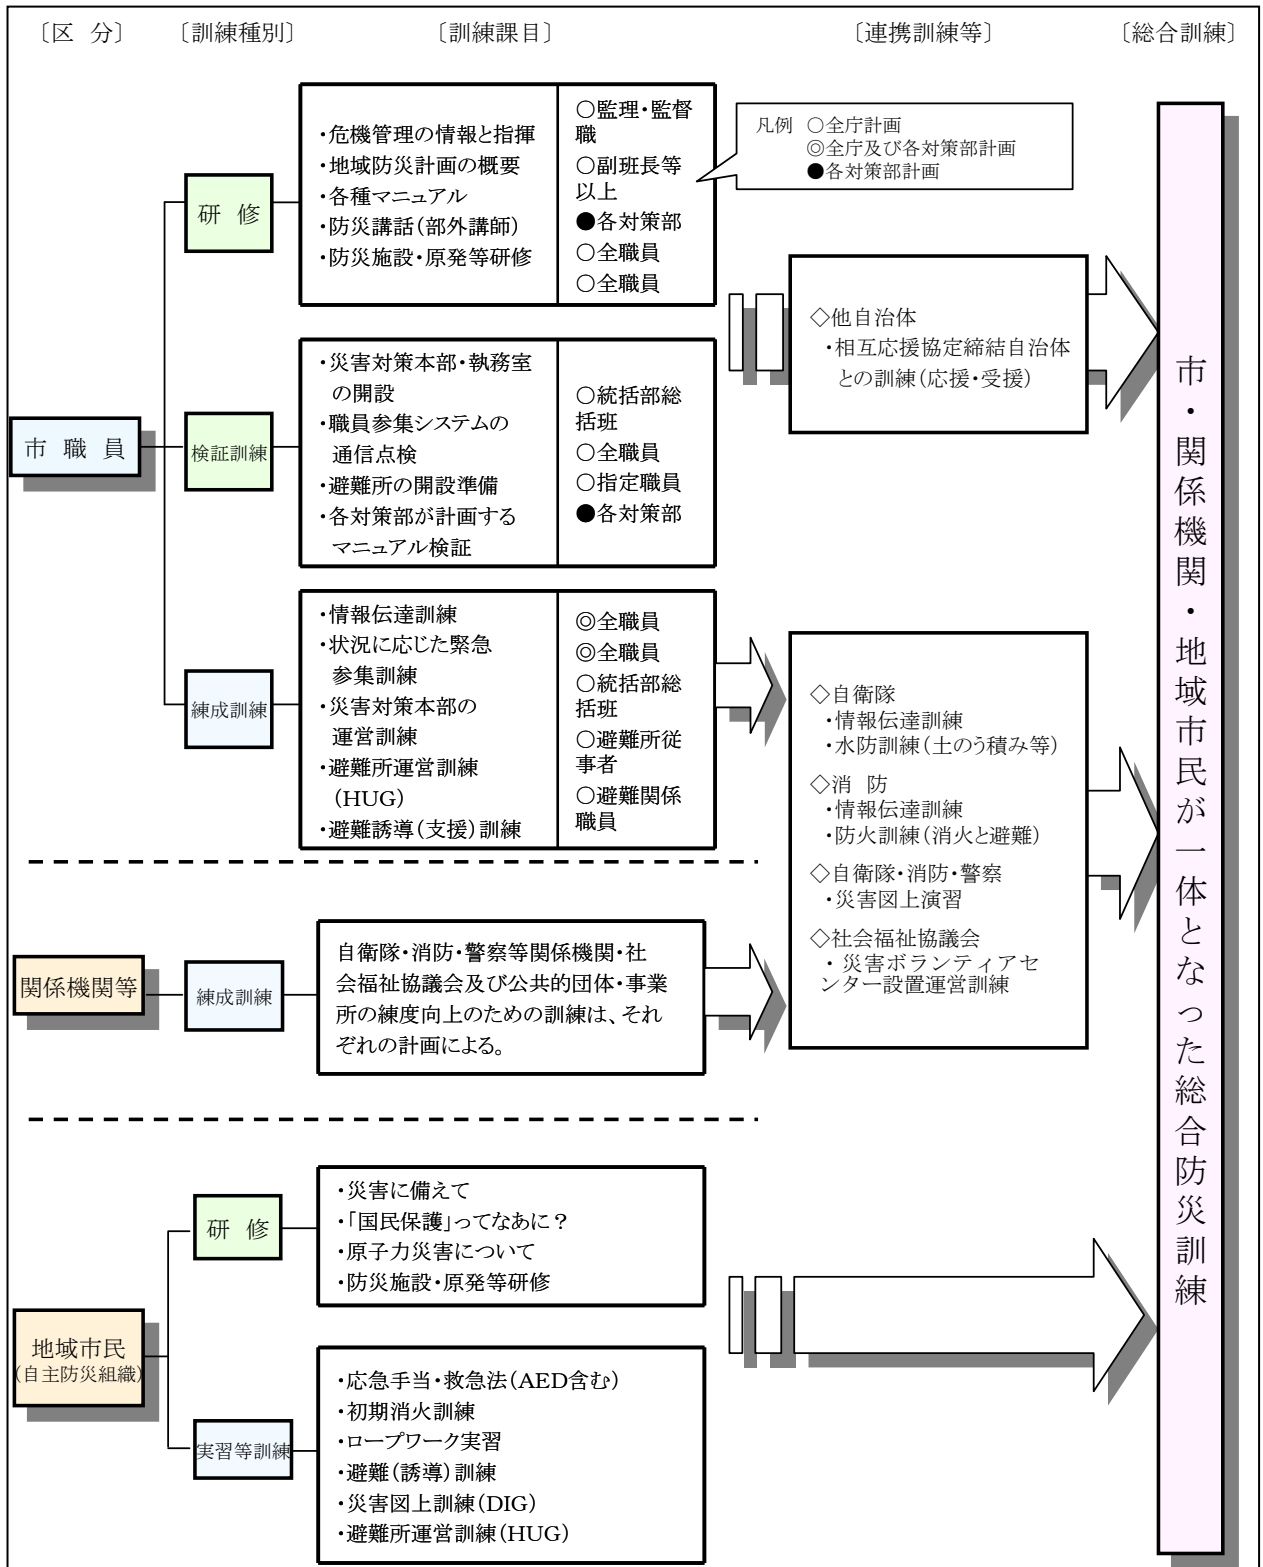 〔区 分〕 〔訓練種別〕 〔訓練課目〕 〔連携訓練等〕 〔総合訓練〕
市 職 員
研 修
・危機管理の情報と指揮
・地域防災計画の概要
・各種マニュアル
・防災講話(部外講師)
・防災施設・原発等研修
○監理・監督
職
○副班長等
以上
●各対策部
○全職員
○全職員
凡例 ○全庁計画
◎全庁及び各対策部計画
●各対策部計画
検証訓練
・災害対策本部・執務室
の開設
・職員参集システムの
通信点検
・避難所の開設準備
・各対策部が計画する
マニュアル検証
○統括部総
括班
○全職員
○指定職員
●各対策部
練成訓練
・情報伝達訓練
・状況に応じた緊急
参集訓練
・災害対策本部の
運営訓練
・避難所運営訓練
(HUG)
・避難誘導(支援)訓練
◎全職員
◎全職員
○統括部総
括班
○避難所従
事者
○避難関係
職員
◇他自治体
・相互応援協定締結自治体
との訓練(応援・受援)
◇自衛隊
・情報伝達訓練
・水防訓練(土のう積み等)
◇消 防
・情報伝達訓練
・防火訓練(消火と避難)
◇自衛隊・消防・警察
・災害図上演習
◇社会福祉協議会
・災害ボランティアセ
ンター設置運営訓練
関係機関等
練成訓練
自衛隊・消防・警察等関係機関・社
会福祉協議会及び公共的団体・事業
所の練度向上のための訓練は、それ
ぞれの計画による。
地域市民
(自主防災組織)
研 修
・災害に備えて
・「国民保護」ってなあに？
・原子力災害について
・防災施設・原発等研修
実習等訓練
・応急手当・救急法(AED含む)
・初期消火訓練
・ロープワーク実習
・避難(誘導)訓練
・災害図上訓練(DIG)
・避難所運営訓練(HUG)
市・関係機関・地域市民が一体となった総合防災訓練